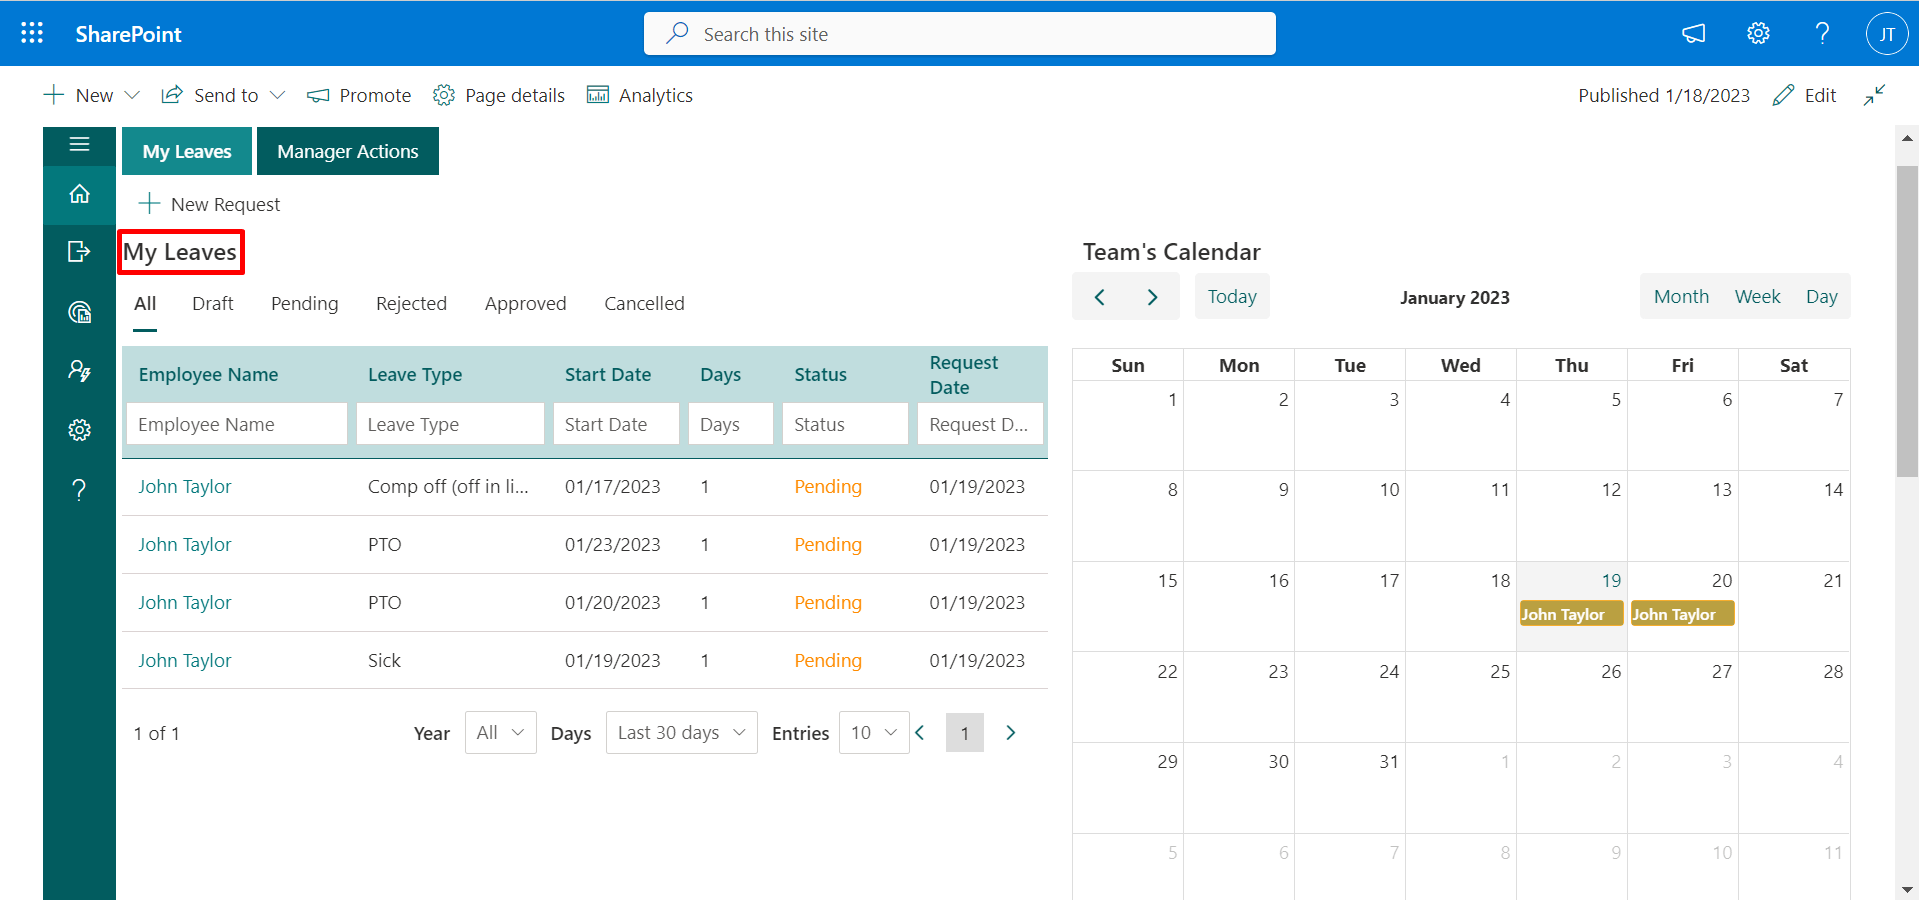 SharePoint
Search this site
JT
New
Send to
Promote
Page details
Analytics
Published 1/18/2023
Edit
My Leaves
Manager Actions
New Request
My Leaves
All Draft Pending Rejected Approved Cancelled
Employee Name Leave Type Start Date Days Status Request Date
Employee Name Leave Type Start Date Days Status Request D...
John Taylor Comp off (off in li... 01/17/2023 1 Pending 01/19/2023
John Taylor PTO 01/23/2023 1 Pending 01/19/2023
John Taylor PTO 01/20/2023 1 Pending 01/19/2023
John Taylor Sick 01/19/2023 1 Pending 01/19/2023
1 of 1 Year All Days Last 30 days Entries 10 1
Team's Calendar
Today January 2023 Month Week Day
Sun Mon Tue Wed Thu Fri Sat
1 2 3 4 5 6 7
8 9 10 11 12 13 14
15 16 17 18 19 20 21
John Taylor John Taylor
22 23 24 25 26 27 28
29 30 31 1 2 3 4
5 6 7 8 9 10 11